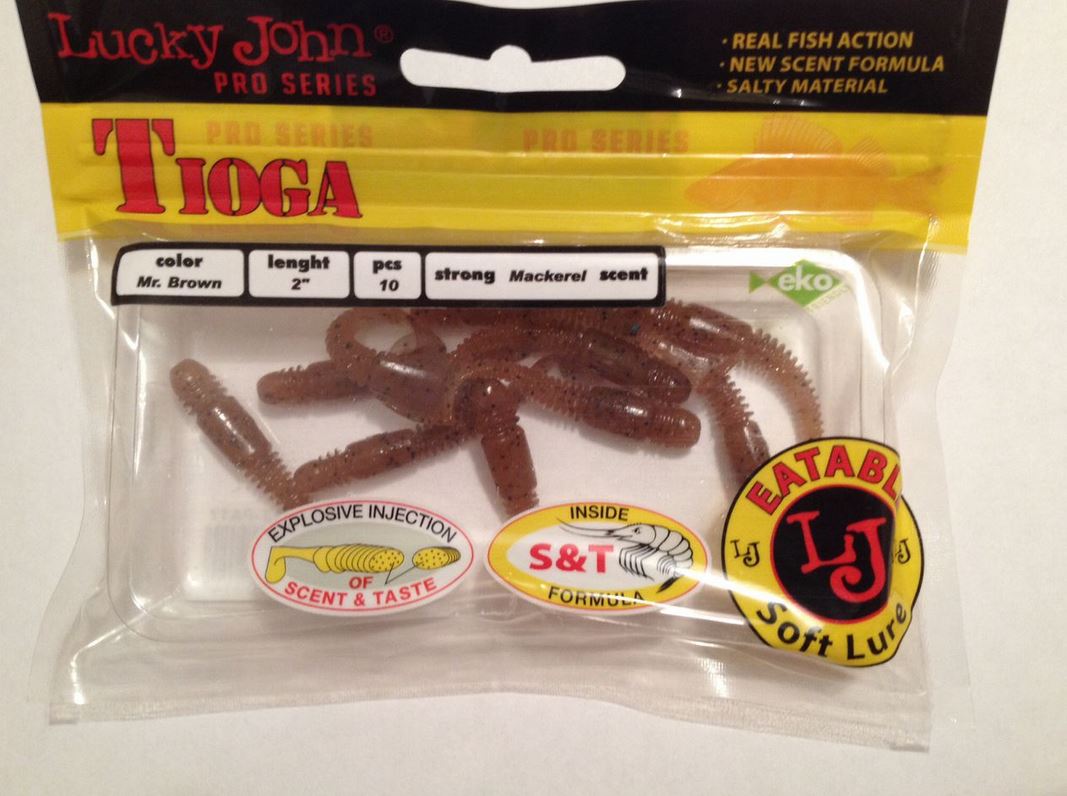 Lucky John®
PRO SERIES
· REAL FISH ACTION
· NEW SCENT FORMULA
· SALTY MATERIAL
PRO SERIES PRO SERIES
TIOGA
color
Mr. Brown
lenght
2"
pcs
10
strong Mackerel scent
eko
EXPLOSIVE INJECTION
OF
SCENT & TASTE
INSIDE
S&T
FORMULA
EATABL
LJ
LJ
LJ
Soft Lure